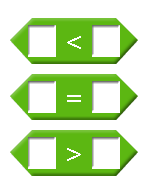 <
=
>